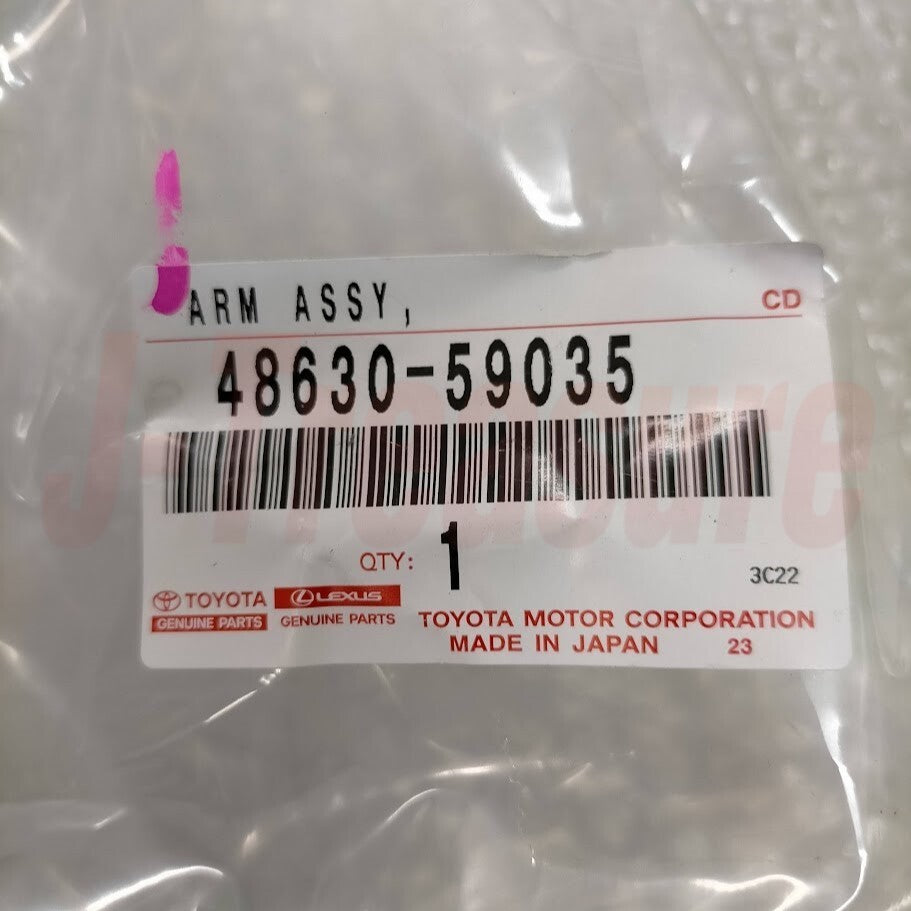 ARM ASSY,
CD
48630-59035
QTY: 1
3C22
TOYOTA
GENUINE PARTS
LEXUS
GENUINE PARTS
TOYOTA MOTOR CORPORATION
MADE IN JAPAN 23
J-Treasure